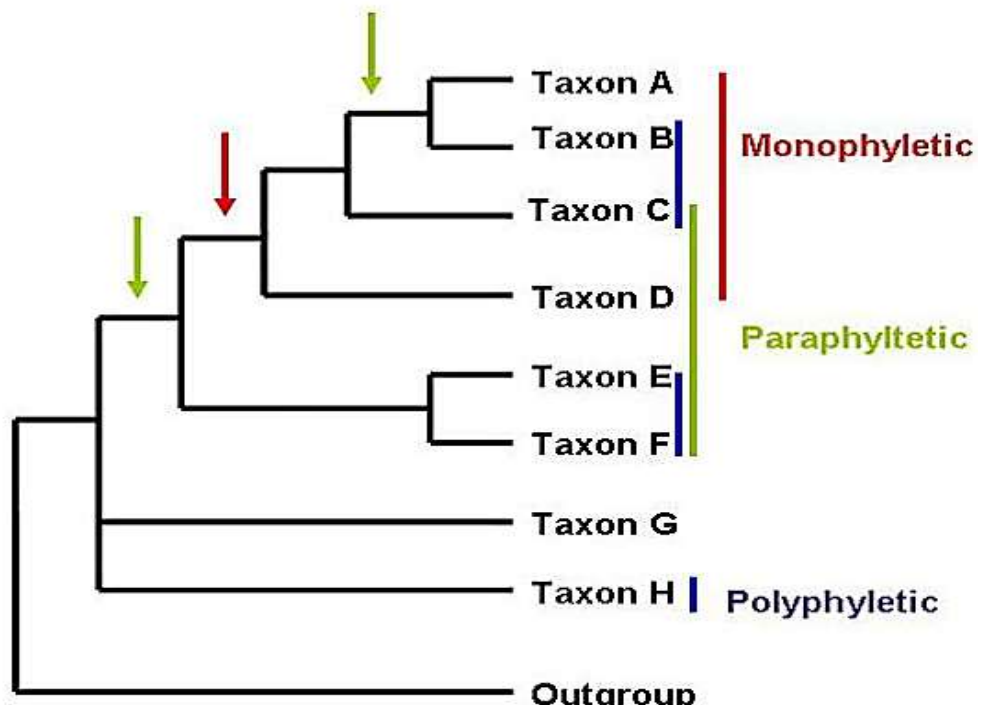 Taxon A
Taxon B
Monophyletic
Taxon C
Taxon D
Paraphyltetic
Taxon E
Taxon F
Taxon G
Taxon H
Polyphyletic
Outgroup